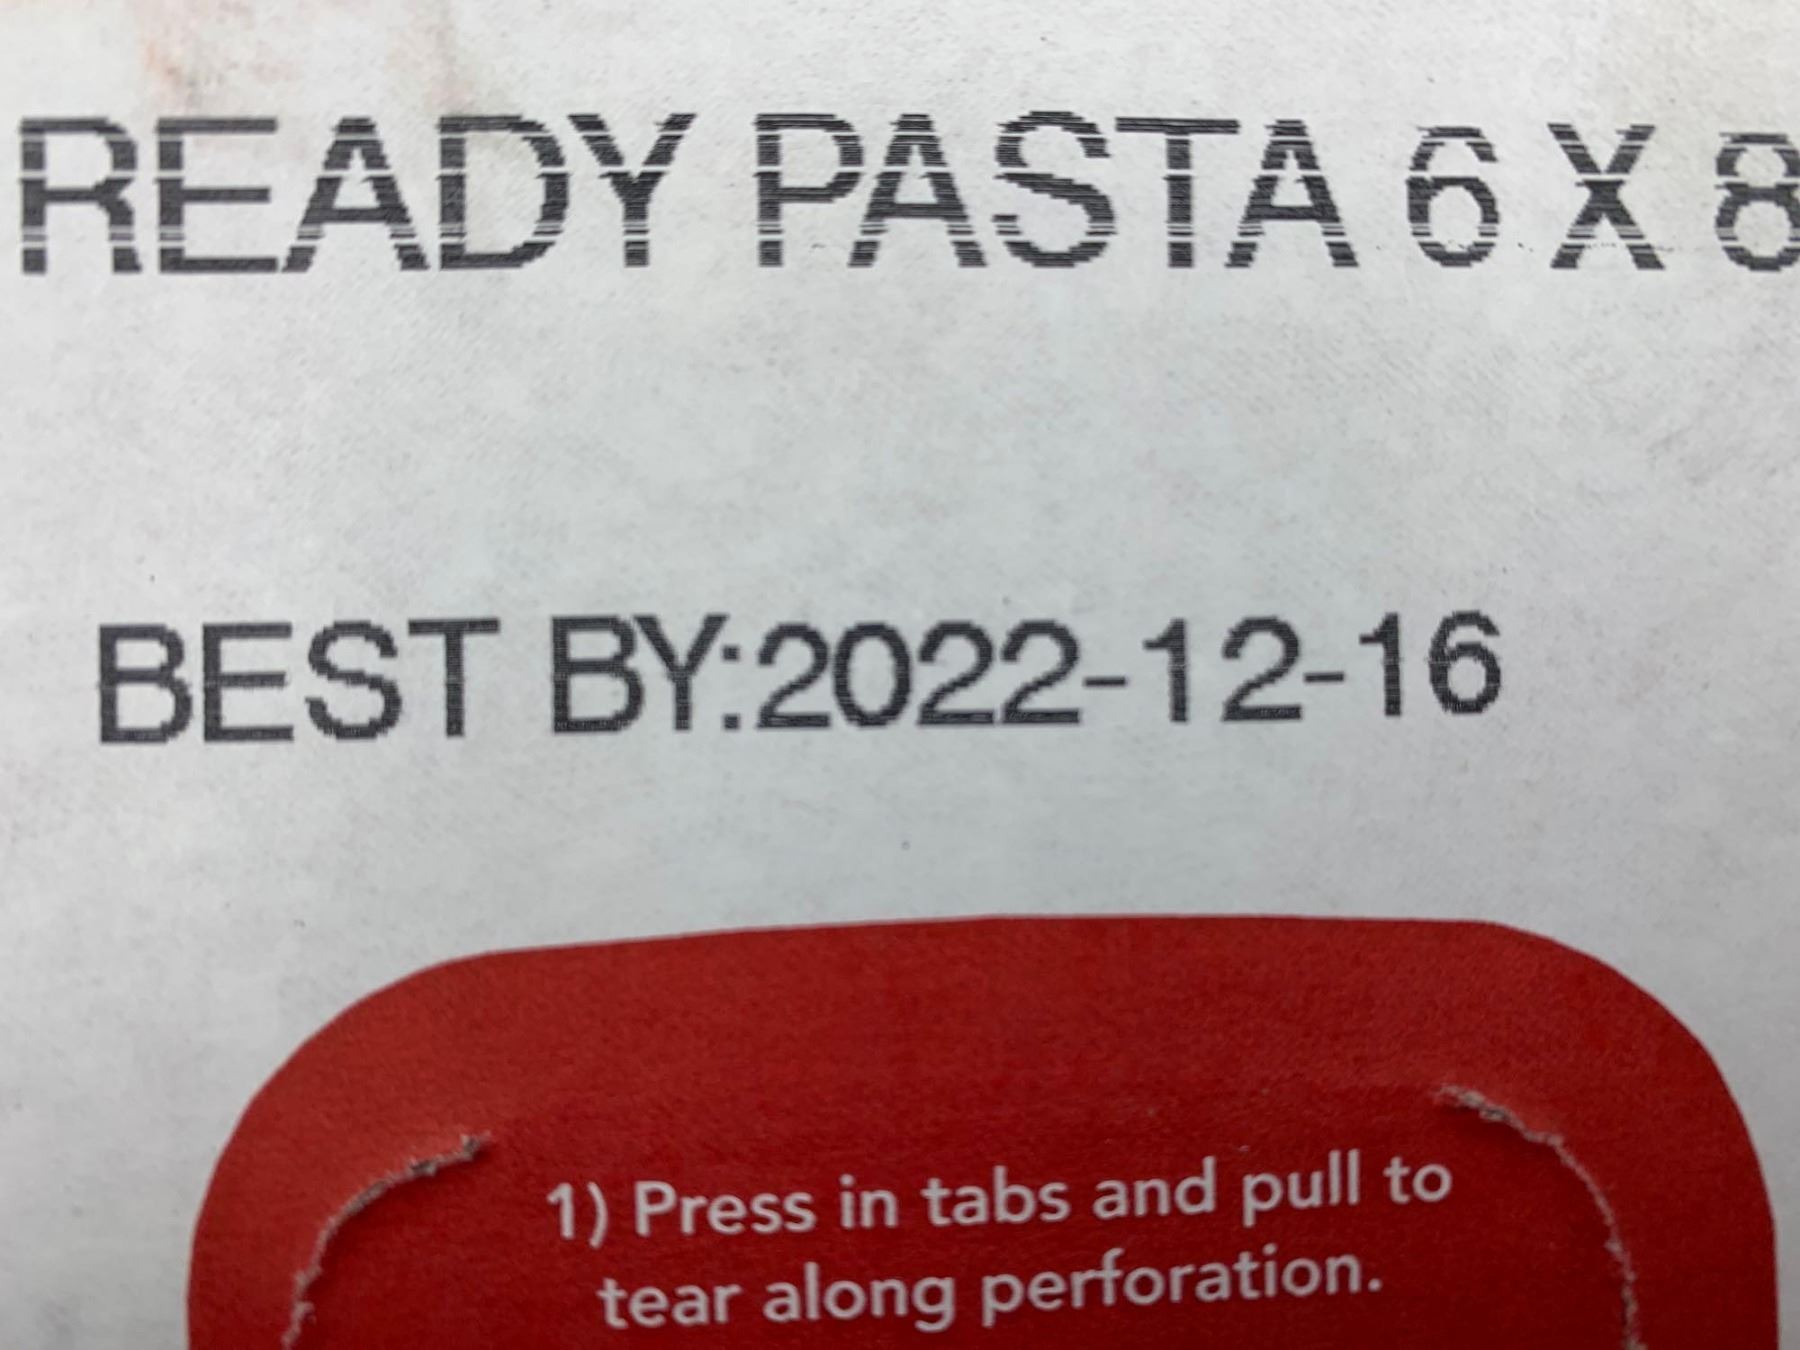 READY PASTA 6 X 8
BEST BY:2022-12-16
1) Press in tabs and pull to
tear along perforation.